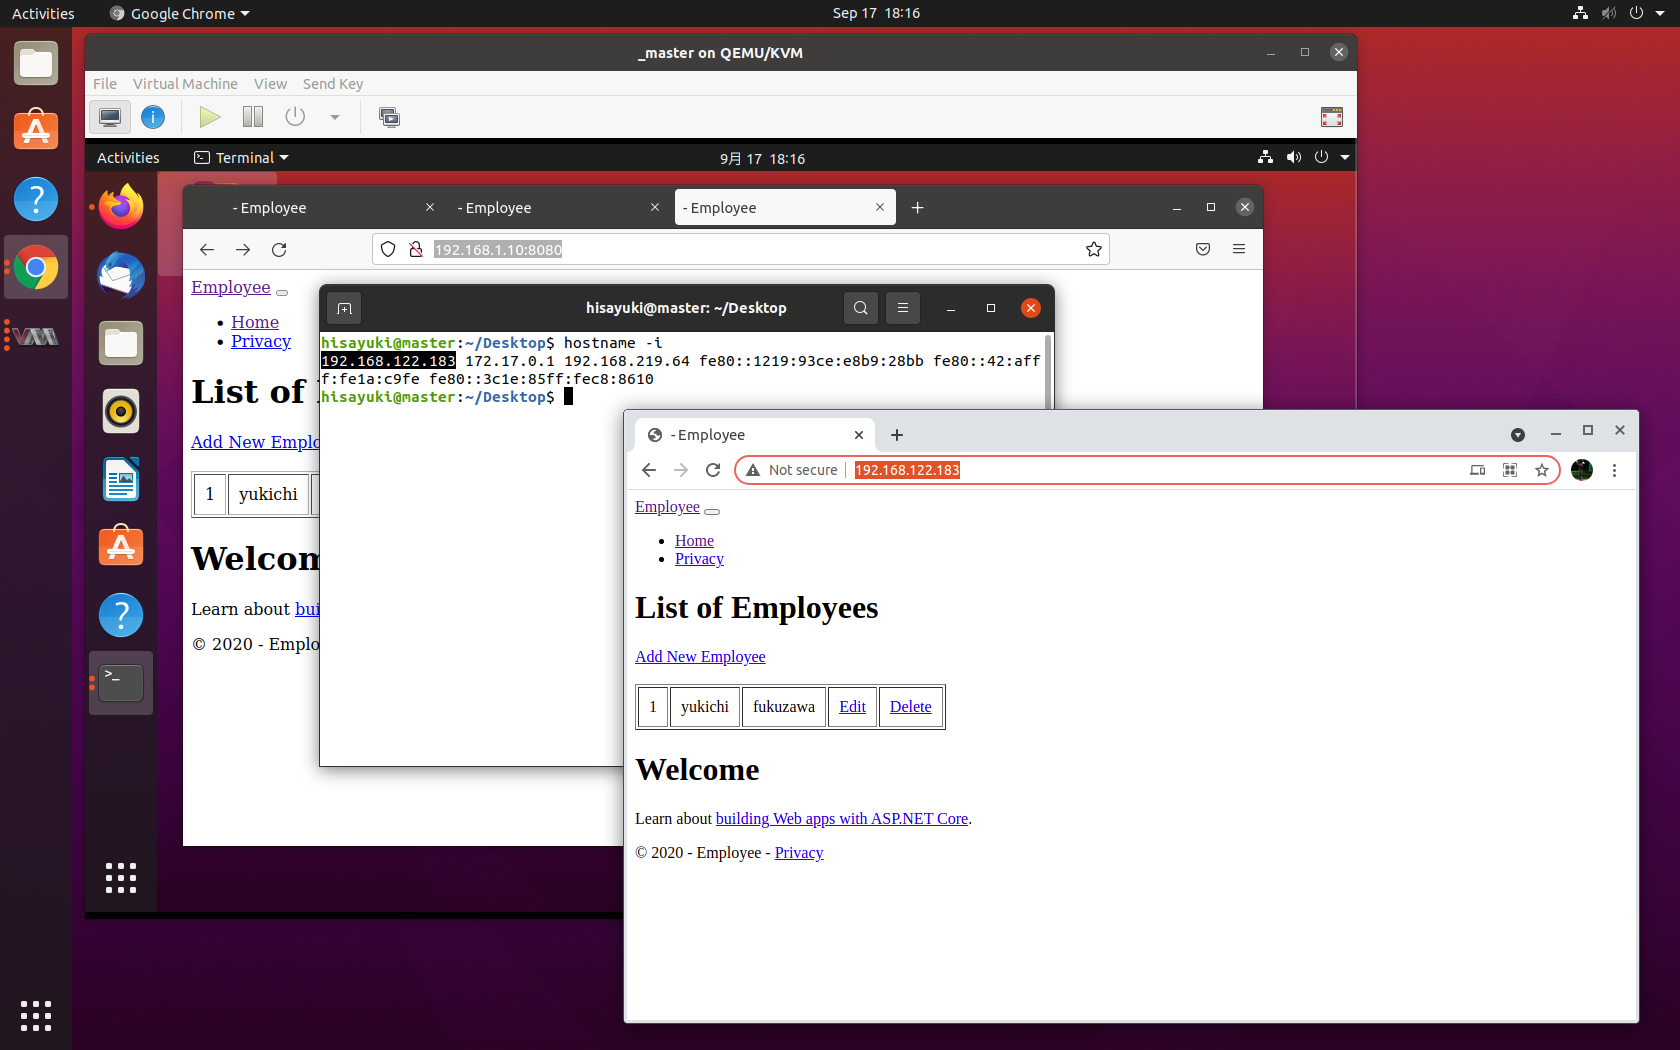 Activities
Google Chrome
Sep 17 18:16
_master on QEMU/KVM
File Virtual Machine View Send Key
Activities
Terminal
9月 17 18:16
- Employee
- Employee
- Employee
192.168.1.10:8080
Employee
Home
Privacy
List of
Add New Emplo
1 yukichi
Welcom
Learn about bui
© 2020 - Emplo
hisayuki@master: ~/Desktop
hisayuki@master:~/Desktop$ hostname -i
192.168.122.183 172.17.0.1 192.168.219.64 fe80::1219:93ce:e8b9:28bb fe80::42:aff
f:fe1a:c9fe fe80::3c1e:85ff:fec8:8610
hisayuki@master:~/Desktop$
- Employee
Not secure 192.168.122.183
Employee
Home
Privacy
List of Employees
Add New Employee
1 yukichi fukuzawa Edit Delete
Welcome
Learn about building Web apps with ASP.NET Core.
© 2020 - Employee - Privacy